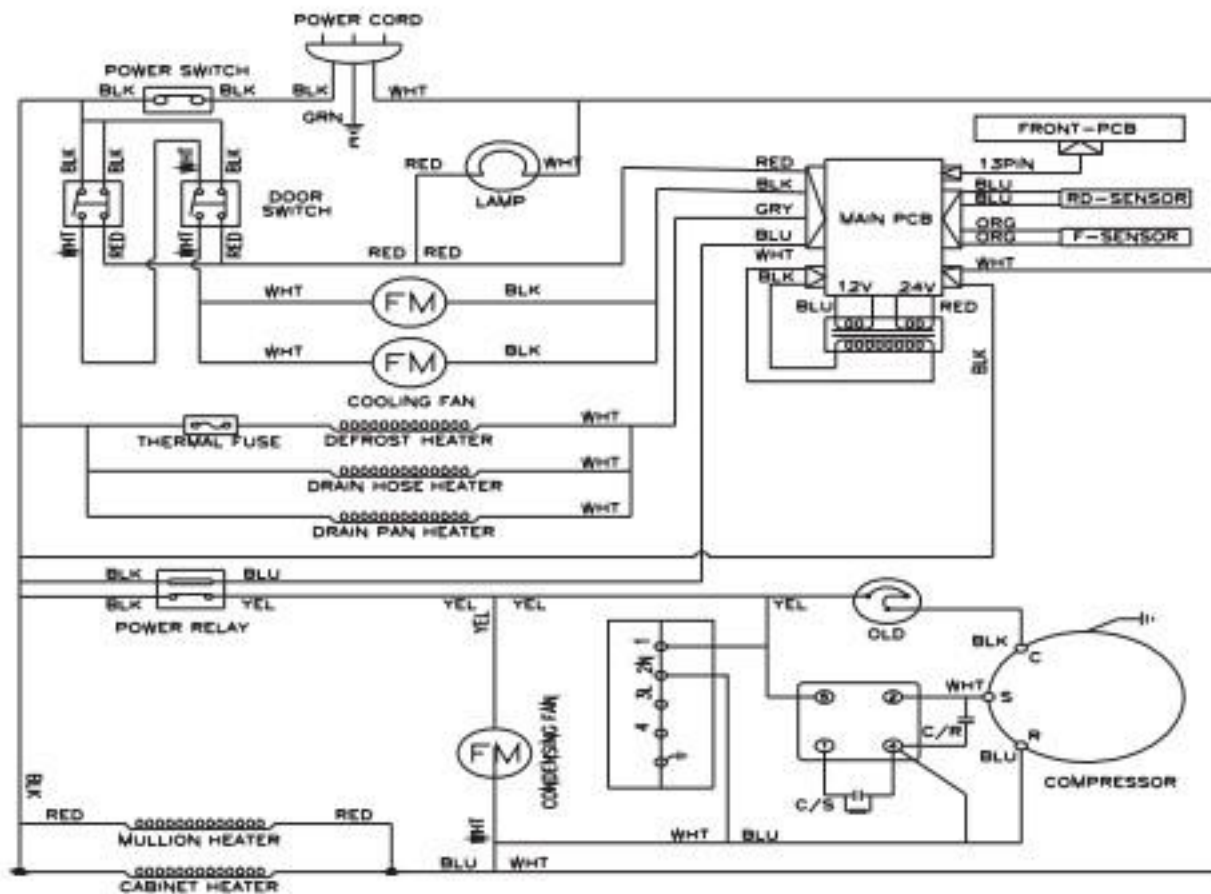 POWER CORD
POWER SWITCH
BLK BLK BLK WHT
GRN
FRONT-PCB
13PIN
BLK BLK WHT BLK
RED WHT
LAMP
DOOR SWITCH
RED
BLK
GRY
BLU
WHT
BLK
MAIN PCB
BLU
BLU
RD-SENSOR
ORG
ORG
F-SENSOR
WHT
WHT RED WHT RED
RED RED
12V 24V
BLU RED
WHT FM BLK
WHT FM BLK
BLK
COOLING FAN
THERMAL FUSE
DEFROST HEATER
WHT
DRAIN HOSE HEATER
WHT
DRAIN PAN HEATER
WHT
BLK BLU
BLK YEL YEL YEL YEL
POWER RELAY
YEL
OLD
1
2N
3L
4
BLK C
WHT S
R
BLU
C/R
COMPRESSOR
C/S
FM
CONDENSING FAN
BLK
WHT
RED RED
MULLION HEATER
WHT BLU
BLU WHT
CABINET HEATER